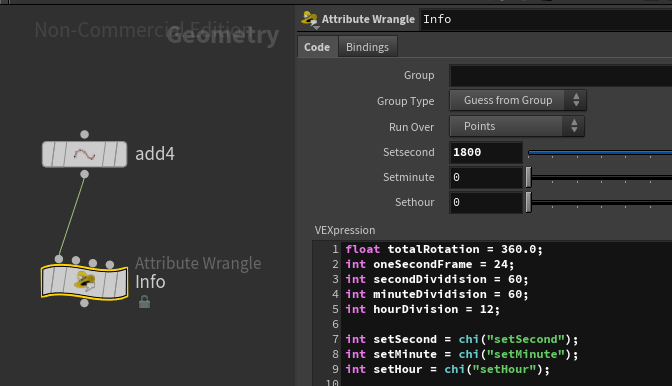 Non-Commercial Edition
Geometry
add4
Attribute Wrangle
Info
Attribute Wrangle Info
Code Bindings
Group
Group Type Guess from Group
Run Over Points
Setsecond 1800
Setminute 0
Sethour 0
VEXpression
1 float totalRotation = 360.0;
2 int oneSecondFrame = 24;
3 int secondDividision = 60;
4 int minuteDividision = 60;
5 int hourDivision = 12;
6
7 int setSecond = chi("setSecond");
8 int setMinute = chi("setMinute");
9 int setHour = chi("setHour");
10